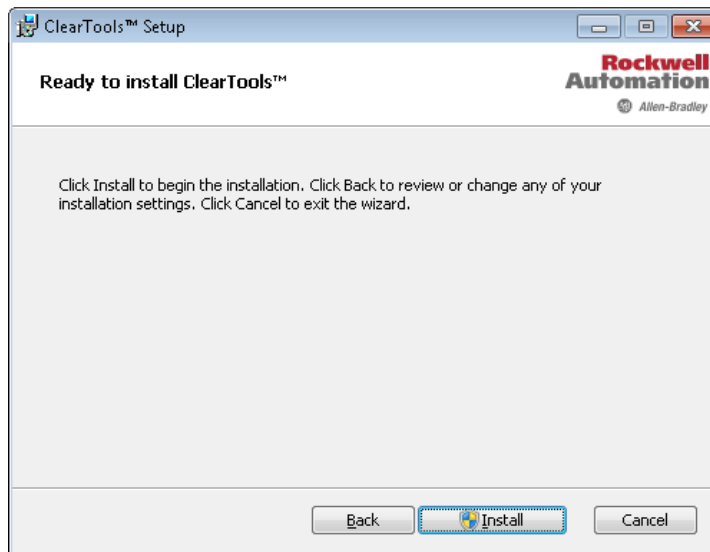 ClearTools™ Setup
Rockwell
Automation
Ready to install ClearTools™
Allen-Bradley
Click Install to begin the installation. Click Back to review or change any of your
installation settings. Click Cancel to exit the wizard.
Back
Install
Cancel